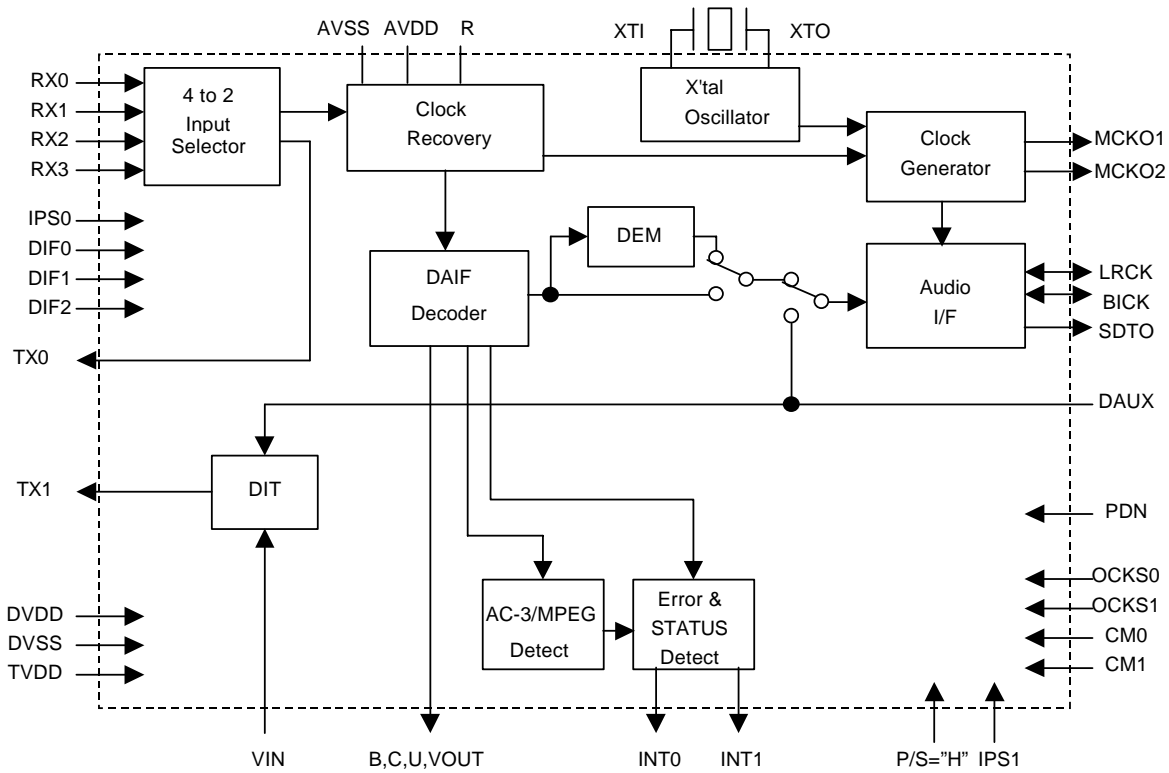 AVSS AVDD R
XTI XTO
RX0
RX1
RX2
RX3
4 to 2
Input
Selector
Clock
Recovery
X'tal
Oscillator
Clock
Generator
MCKO1
MCKO2
IPS0
DIF0
DIF1
DIF2
DAIF
Decoder
DEM
Audio
I/F
LRCK
BICK
SDTO
TX0
DAUX
TX1
DIT
PDN
AC-3/MPEG
Detect
Error &
STATUS
Detect
OCKS0
OCKS1
CM0
CM1
DVDD
DVSS
TVDD
VIN
B,C,U,VOUT
INT0
INT1
P/S=”H”
IPS1